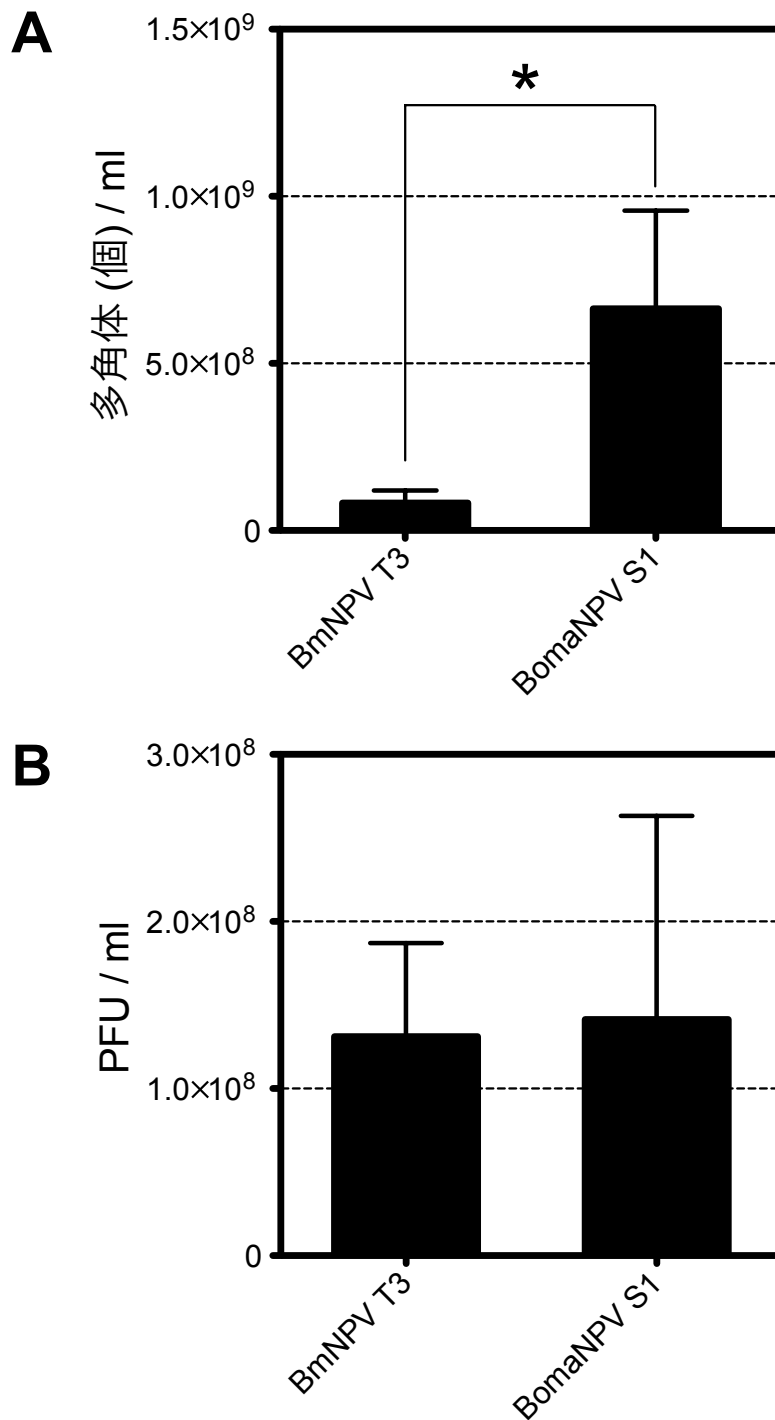 A
1.5×10⁹
*
多角体 (個) / ml
1.0×10⁹
5.0×10⁸
0
BmNPV T3
BomaNPV S1
B
3.0×10⁸
PFU / ml
2.0×10⁸
1.0×10⁸
0
BmNPV T3
BomaNPV S1